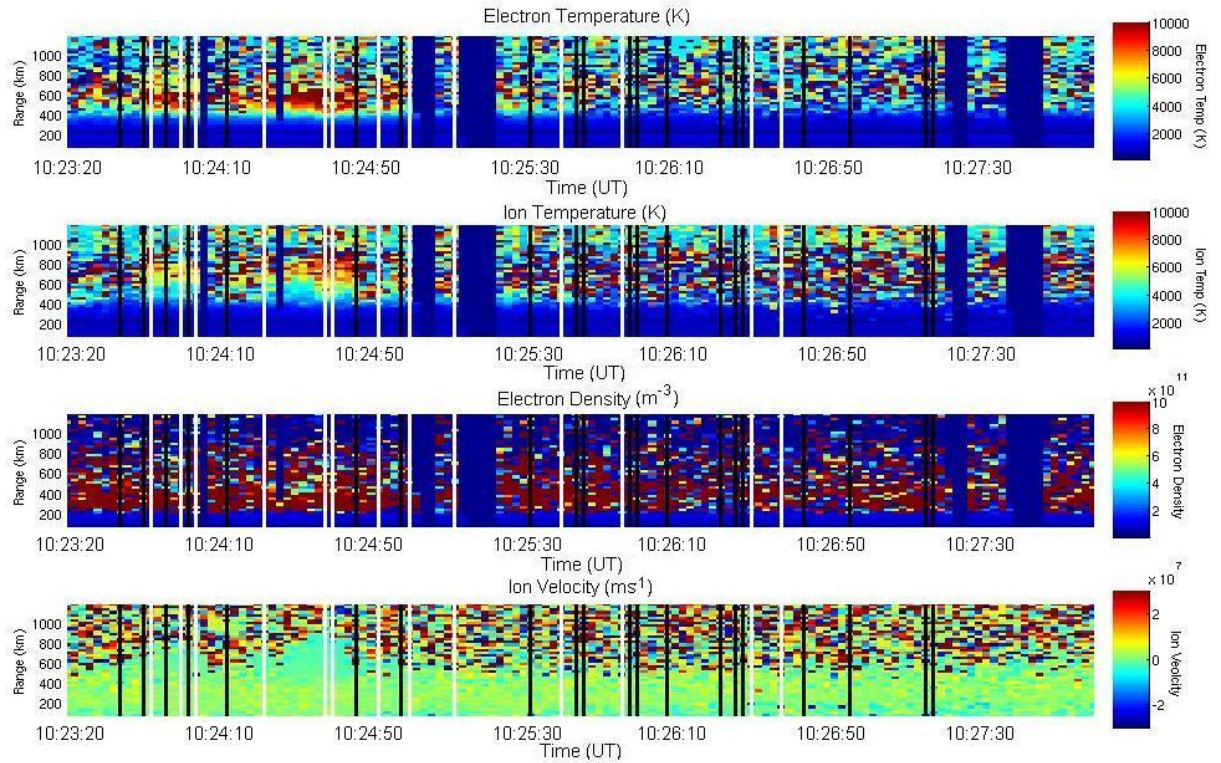 Electron Temperature (K)
Range (km)
1000
800
600
400
200
10:23:20 10:24:10 10:24:50 10:25:30 10:26:10 10:26:50 10:27:30
Time (UT)
10000
8000
6000
4000
2000
Electron Temp (K)
Ion Temperature (K)
Range (km)
1000
800
600
400
200
10:23:20 10:24:10 10:24:50 10:25:30 10:26:10 10:26:50 10:27:30
Time (UT)
10000
8000
6000
4000
2000
Ion Temp (K)
Electron Density (m-3)
Range (km)
1000
800
600
400
200
10:23:20 10:24:10 10:24:50 10:25:30 10:26:10 10:26:50 10:27:30
Time (UT)
x 10 11
10
8
6
4
2
Electron Density
Ion Velocity (ms1)
Range (km)
1000
800
600
400
200
10:23:20 10:24:10 10:24:50 10:25:30 10:26:10 10:26:50 10:27:30
Time (UT)
x 10 7
2
0
-2
Ion Velolcity